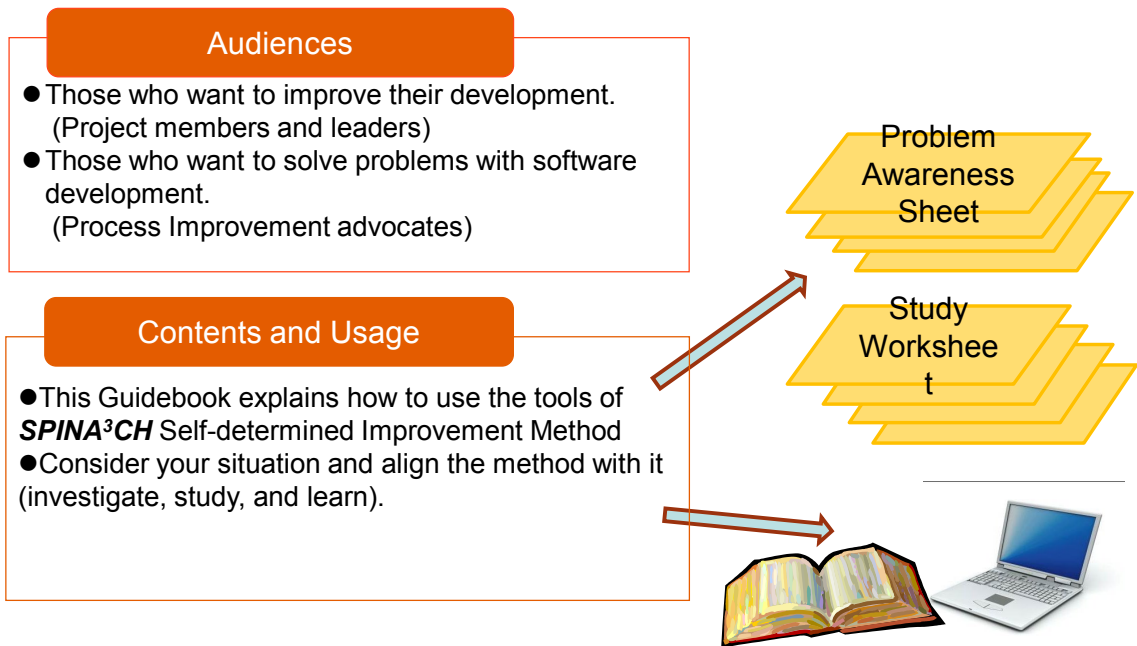 Audiences
●Those who want to improve their development.
(Project members and leaders)
●Those who want to solve problems with software
development.
(Process Improvement advocates)
Contents and Usage
●This Guidebook explains how to use the tools of
SPINA³CH Self-determined Improvement Method
●Consider your situation and align the method with it
(investigate, study, and learn).
Problem
Awareness
Sheet
Study
Workshee
t